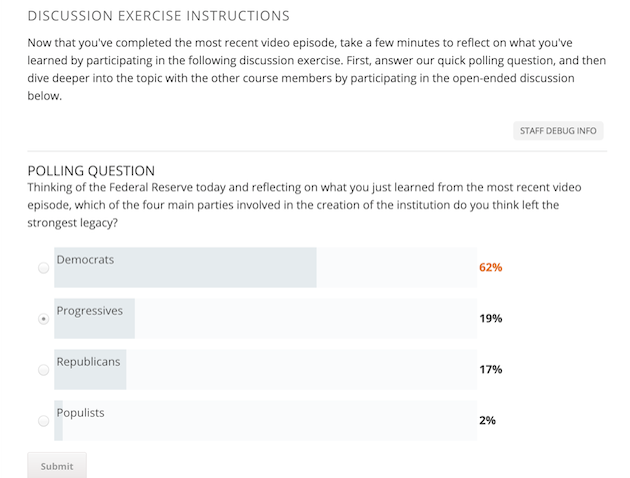 DISCUSSION EXERCISE INSTRUCTIONS
Now that you've completed the most recent video episode, take a few minutes to reflect on what you've
learned by participating in the following discussion exercise. First, answer our quick polling question, and then
dive deeper into the topic with the other course members by participating in the open-ended discussion
below.
STAFF DEBUG INFO
POLLING QUESTION
Thinking of the Federal Reserve today and reflecting on what you just learned from the most recent video
episode, which of the four main parties involved in the creation of the institution do you think left the
strongest legacy?
Democrats 62%
Progressives 19%
Republicans 17%
Populists 2%
Submit